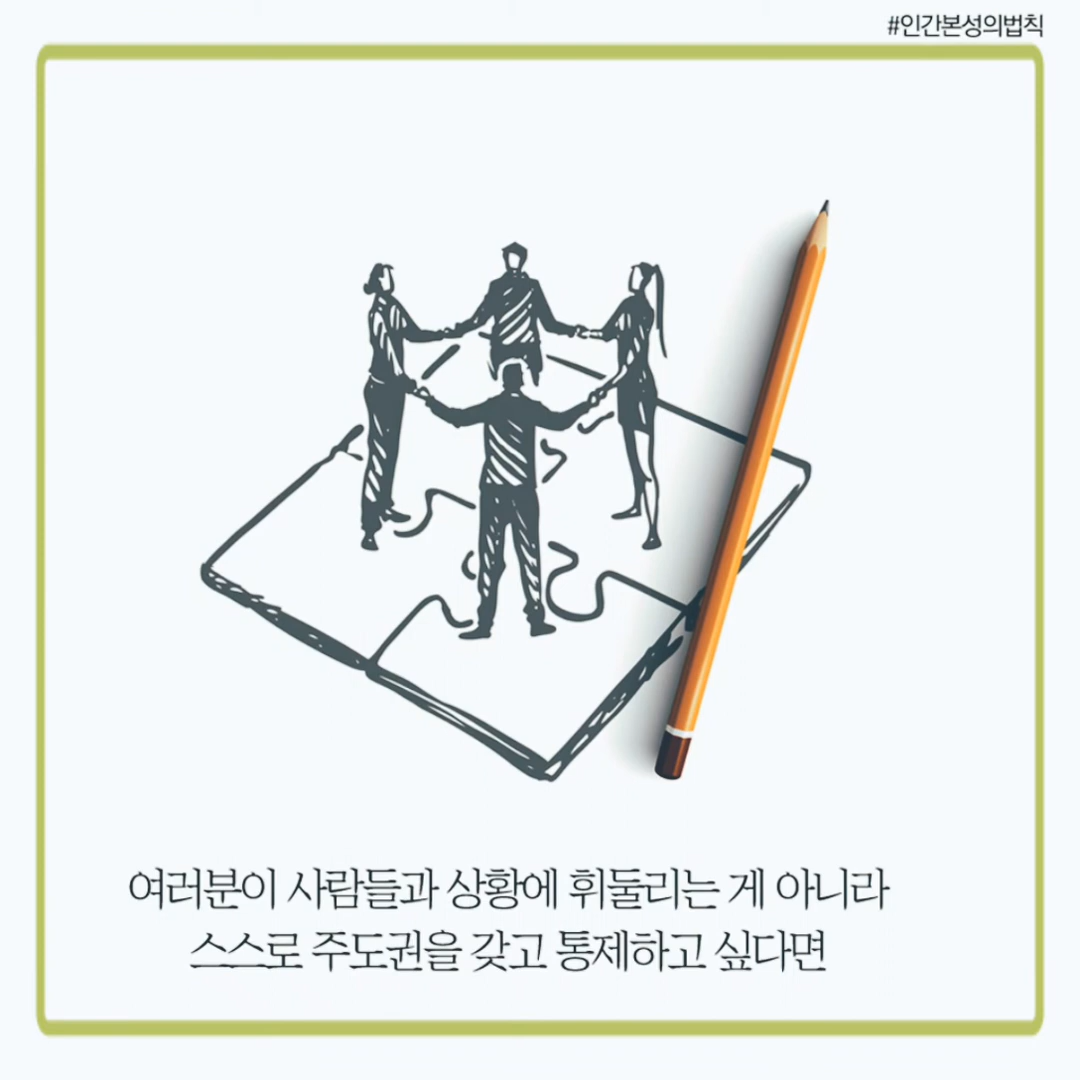 #인간본성의법칙
여러분이 사람들과 상황에 휘둘리는 게 아니라
스스로 주도권을 갖고 통제하고 싶다면